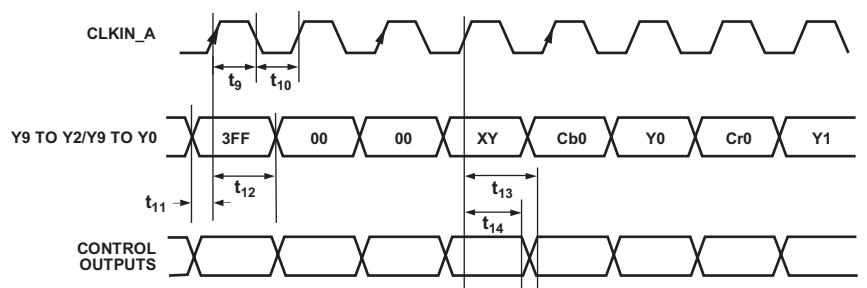 CLKIN_A
t9
t10
Y9 TO Y2/Y9 TO Y0
3FF
00
00
XY
Cb0
Y0
Cr0
Y1
t12
t13
t11
t14
CONTROL
OUTPUTS